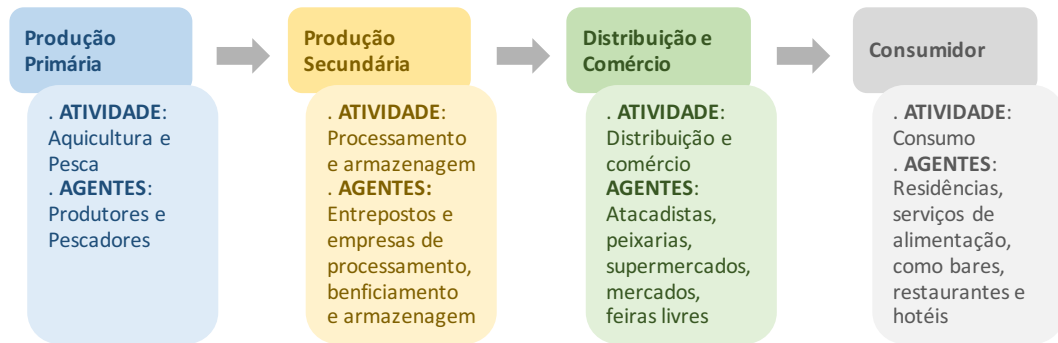 Produção
Primária
. ATIVIDADE:
Aquicultura e
Pesca
. AGENTES:
Produtores e
Pescadores
Produção
Secundária
. ATIVIDADE:
Processamento
e armazenagem
. AGENTES:
Entrepostos e
empresas de
processamento,
benficiamento
e armazenagem
Distribuição e
Comércio
. ATIVIDADE:
Distribuição e
comércio
AGENTES:
Atacadistas,
peixarias,
supermercados,
mercados,
feiras livres
Consumidor
. ATIVIDADE:
Consumo
. AGENTES:
Residências,
serviços de
alimentação,
como bares,
restaurantes e
hotéis